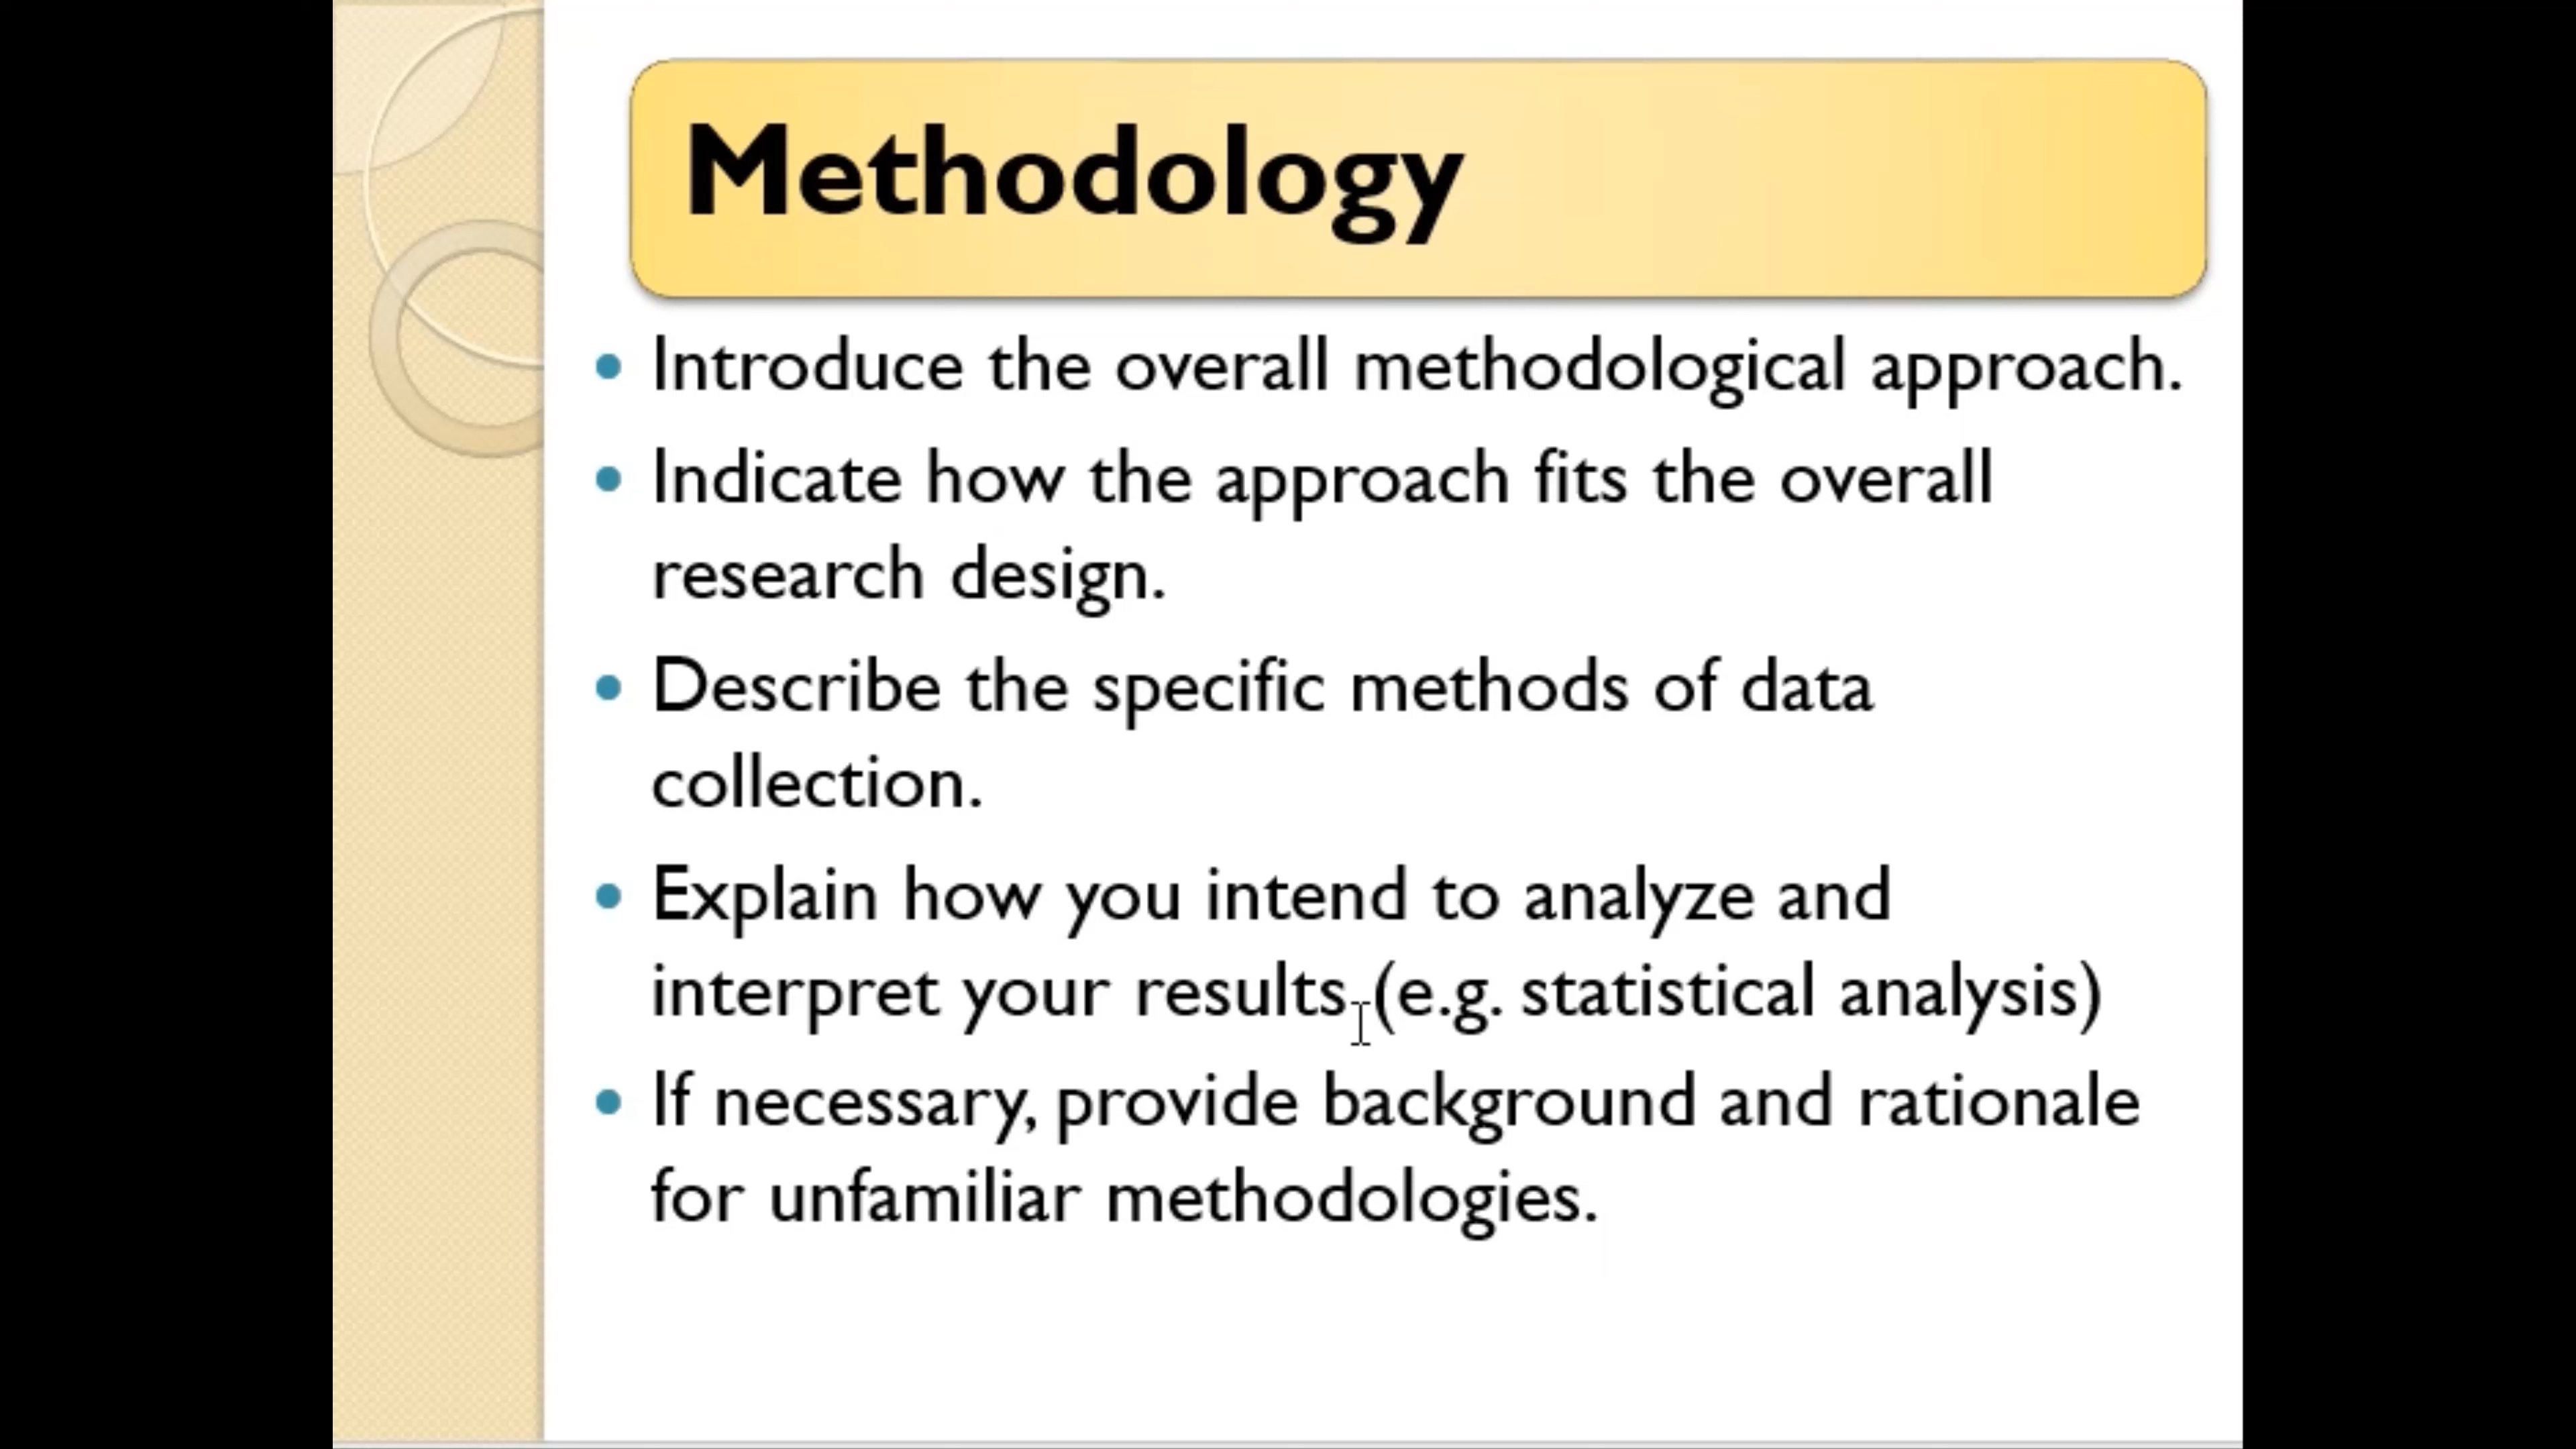 Methodology
• Introduce the overall methodological approach.
• Indicate how the approach fits the overall
research design.
• Describe the specific methods of data
collection.
• Explain how you intend to analyze and
interpret your results (e.g. statistical analysis)
• If necessary, provide background and rationale
for unfamiliar methodologies.